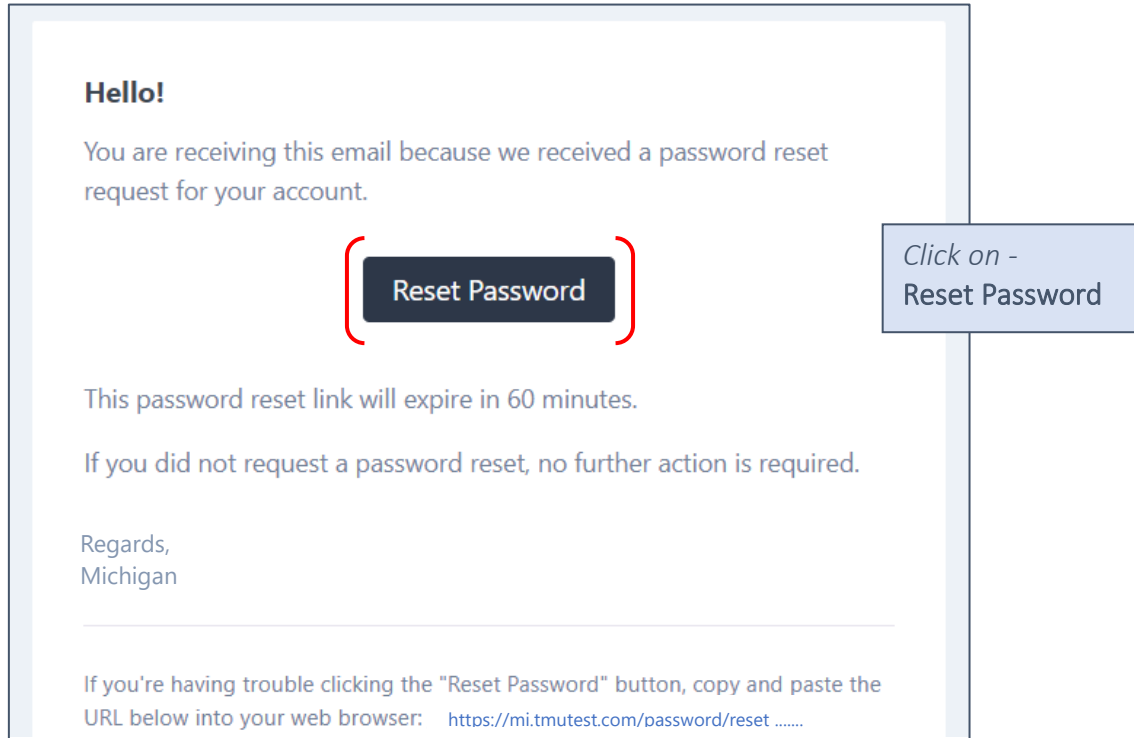 Hello!
You are receiving this email because we received a password reset
request for your account.
Reset Password
Click on -
Reset Password
This password reset link will expire in 60 minutes.
If you did not request a password reset, no further action is required.
Regards,
Michigan
If you're having trouble clicking the "Reset Password" button, copy and paste the
URL below into your web browser: https://mi.tmutest.com/password/reset .......